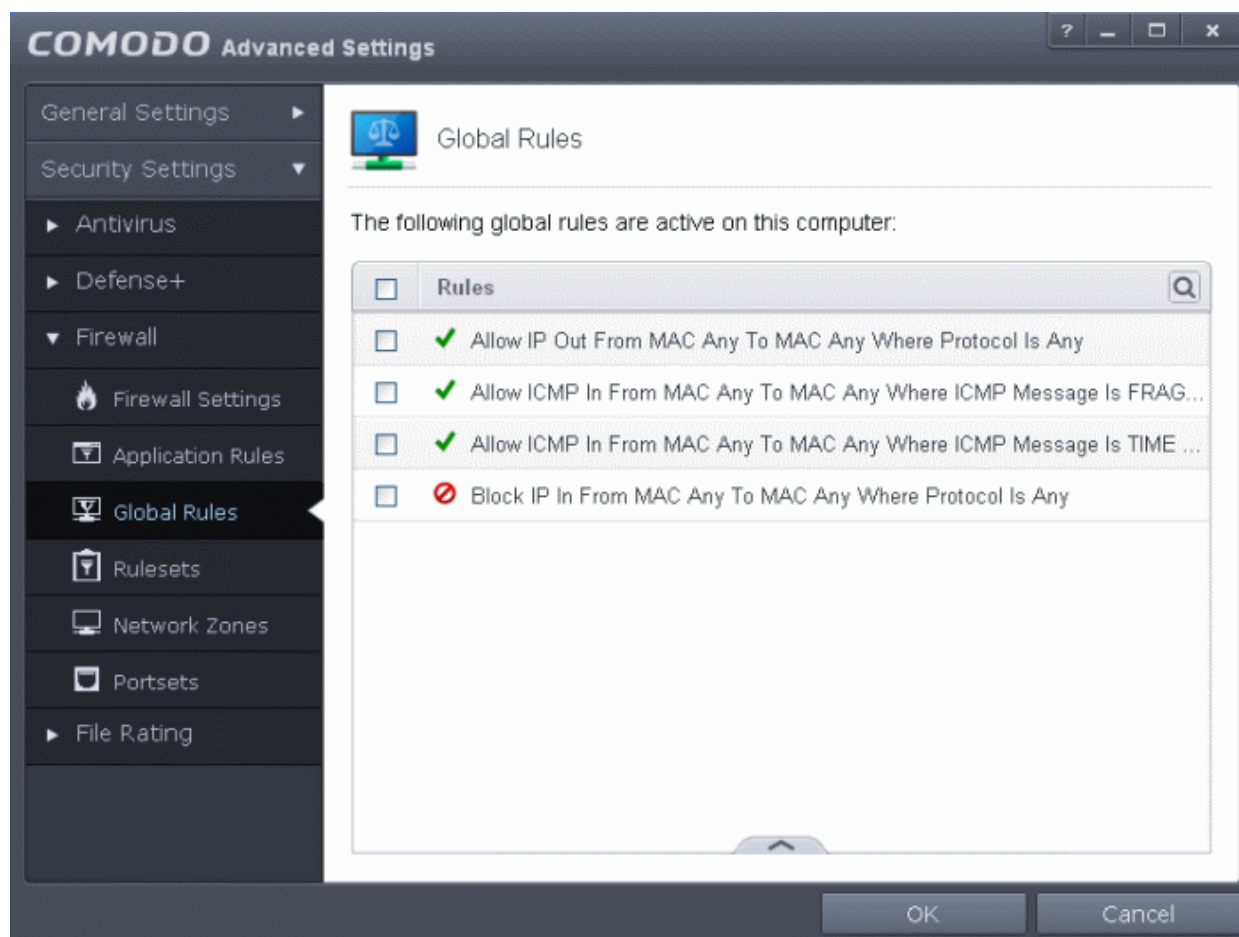 COMODO Advanced Settings
?
General Settings
Security Settings
Antivirus
Defense+
Firewall
Firewall Settings
Application Rules
Global Rules
Rulesets
Network Zones
Portsets
File Rating
Global Rules
The following global rules are active on this computer:
Rules
Allow IP Out From MAC Any To MAC Any Where Protocol Is Any
Allow ICMP In From MAC Any To MAC Any Where ICMP Message Is FRAG...
Allow ICMP In From MAC Any To MAC Any Where ICMP Message Is TIME ...
Block IP In From MAC Any To MAC Any Where Protocol Is Any
OK
Cancel